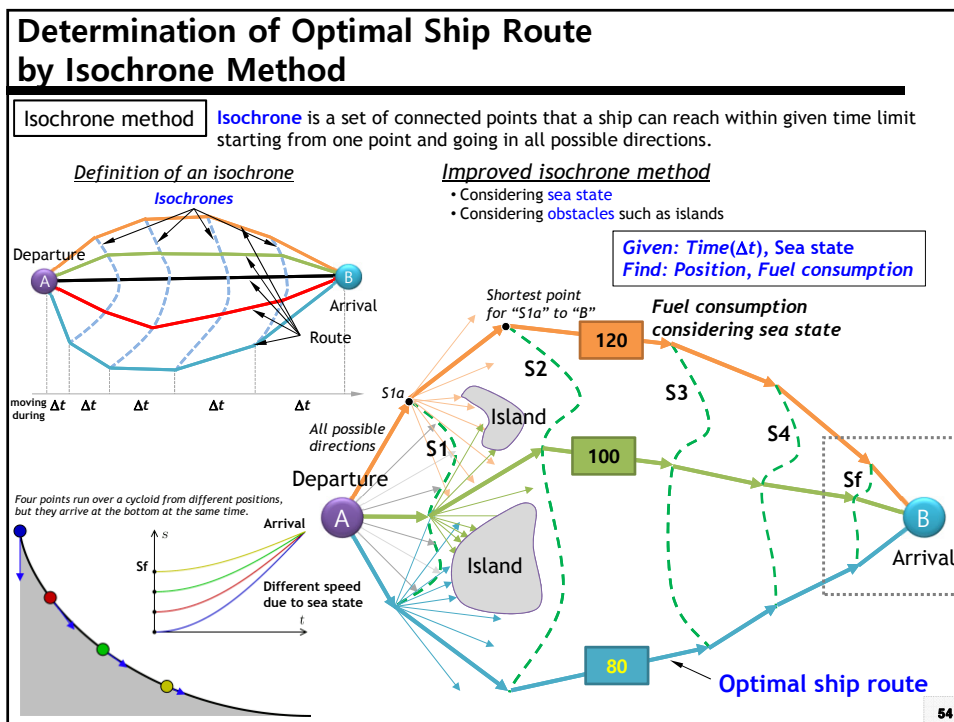 Determination of Optimal Ship Route
by Isochrone Method
Isochrone method
Isochrone is a set of connected points that a ship can reach within given time limit
starting from one point and going in all possible directions.
Definition of an isochrone
Isochrones
Departure
A
B
Arrival
Route
moving
during
Δt Δt Δt Δt Δt
Improved isochrone method
• Considering sea state
• Considering obstacles such as islands
Given: Time(Δt), Sea state
Find: Position, Fuel consumption
Shortest point
for “S1a” to “B”
Fuel consumption
considering sea state
120
S2
S3
S1a
Island
S4
All possible
directions
S1
100
Sf
Departure
A
B
Island
Arrival
80
Optimal ship route
Four points run over a cycloid from different positions,
but they arrive at the bottom at the same time.
Arrival
s
Sf
Different speed
due to sea state
t
54